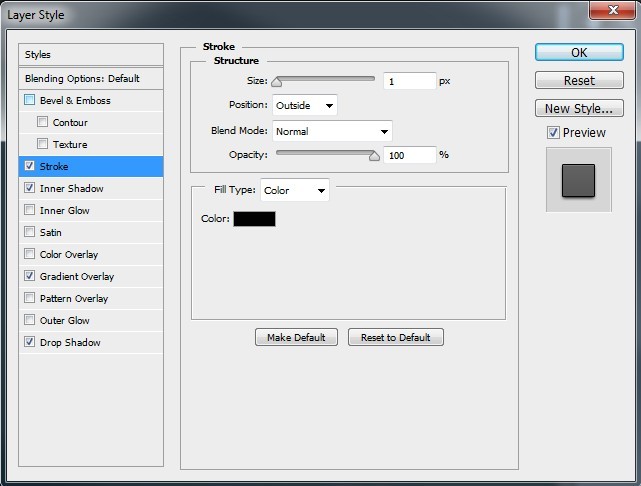 Layer Style
Styles
Blending Options: Default
Bevel & Emboss
Contour
Texture
Stroke
Inner Shadow
Inner Glow
Satin
Color Overlay
Gradient Overlay
Pattern Overlay
Outer Glow
Drop Shadow
Stroke
Structure
Size: 1 px
Position: Outside
Blend Mode: Normal
Opacity: 100 %
Fill Type: Color
Color:
Make Default Reset to Default
OK
Reset
New Style...
Preview